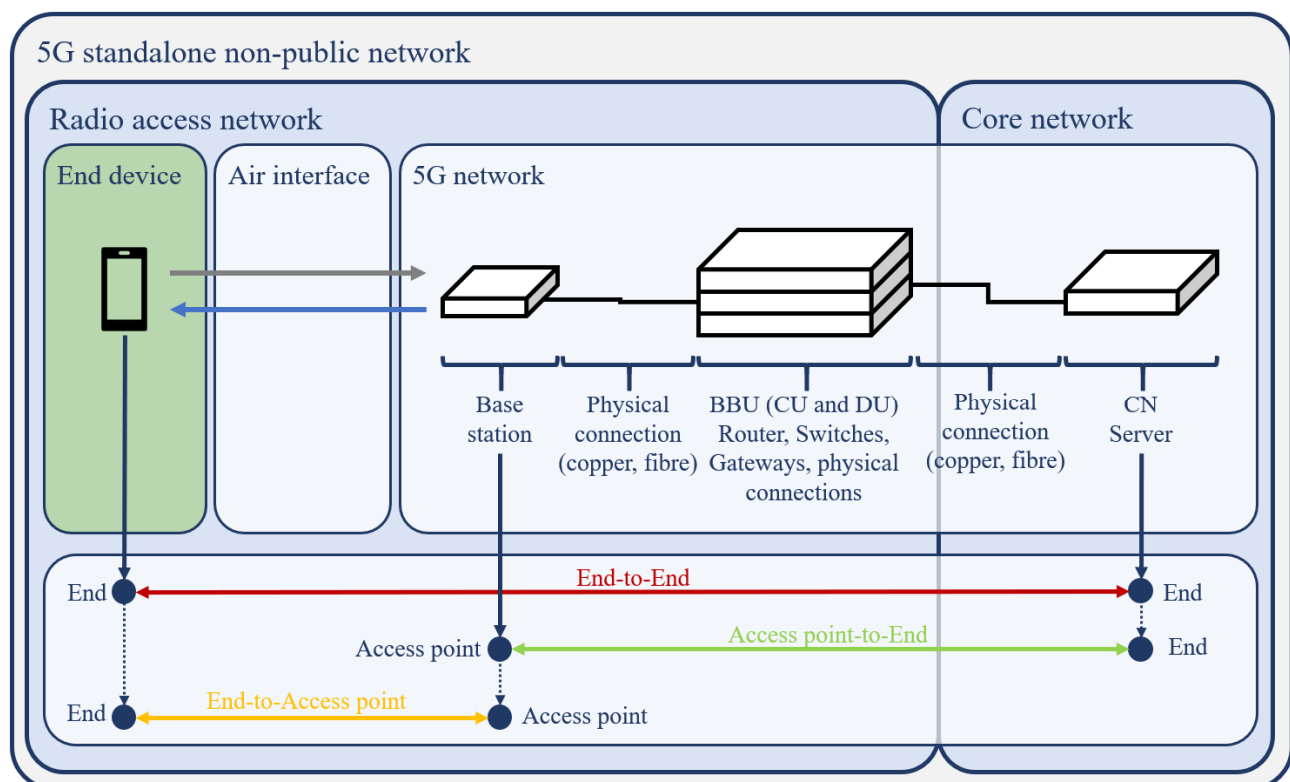 5G standalone non-public network
Radio access network
Core network
End device
Air interface
5G network
Base
station
Physical
connection
(copper, fibre)
BBU (CU and DU)
Router, Switches,
Gateways, physical
connections
Physical
connection
(copper, fibre)
CN
Server
End
End-to-End
End
Access point
Access point-to-End
End
End
End-to-Access point
Access point